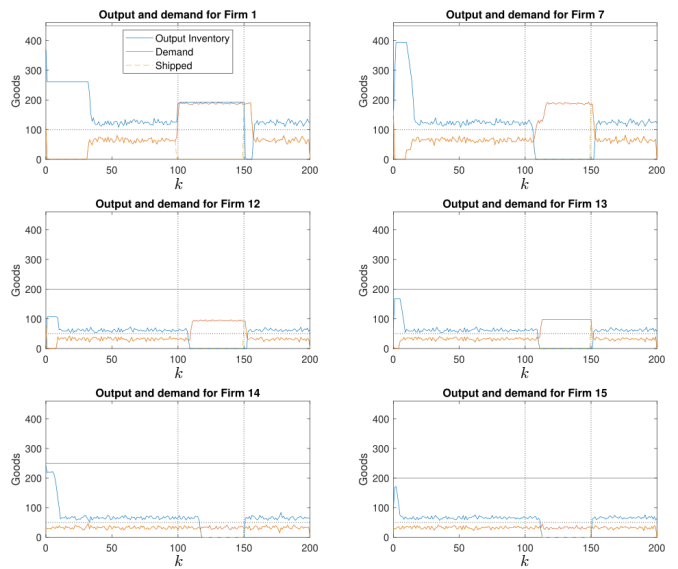 Output and demand for Firm 1
Output and demand for Firm 7
400
300
200
100
0
Goods
Output Inventory
Demand
Shipped
0 50 100 150 200
k
400
300
200
100
0
Goods
0 50 100 150 200
k
Output and demand for Firm 12
Output and demand for Firm 13
400
300
200
100
0
Goods
0 50 100 150 200
k
400
300
200
100
0
Goods
0 50 100 150 200
k
Output and demand for Firm 14
Output and demand for Firm 15
400
300
200
100
0
Goods
0 50 100 150 200
k
400
300
200
100
0
Goods
0 50 100 150 200
k